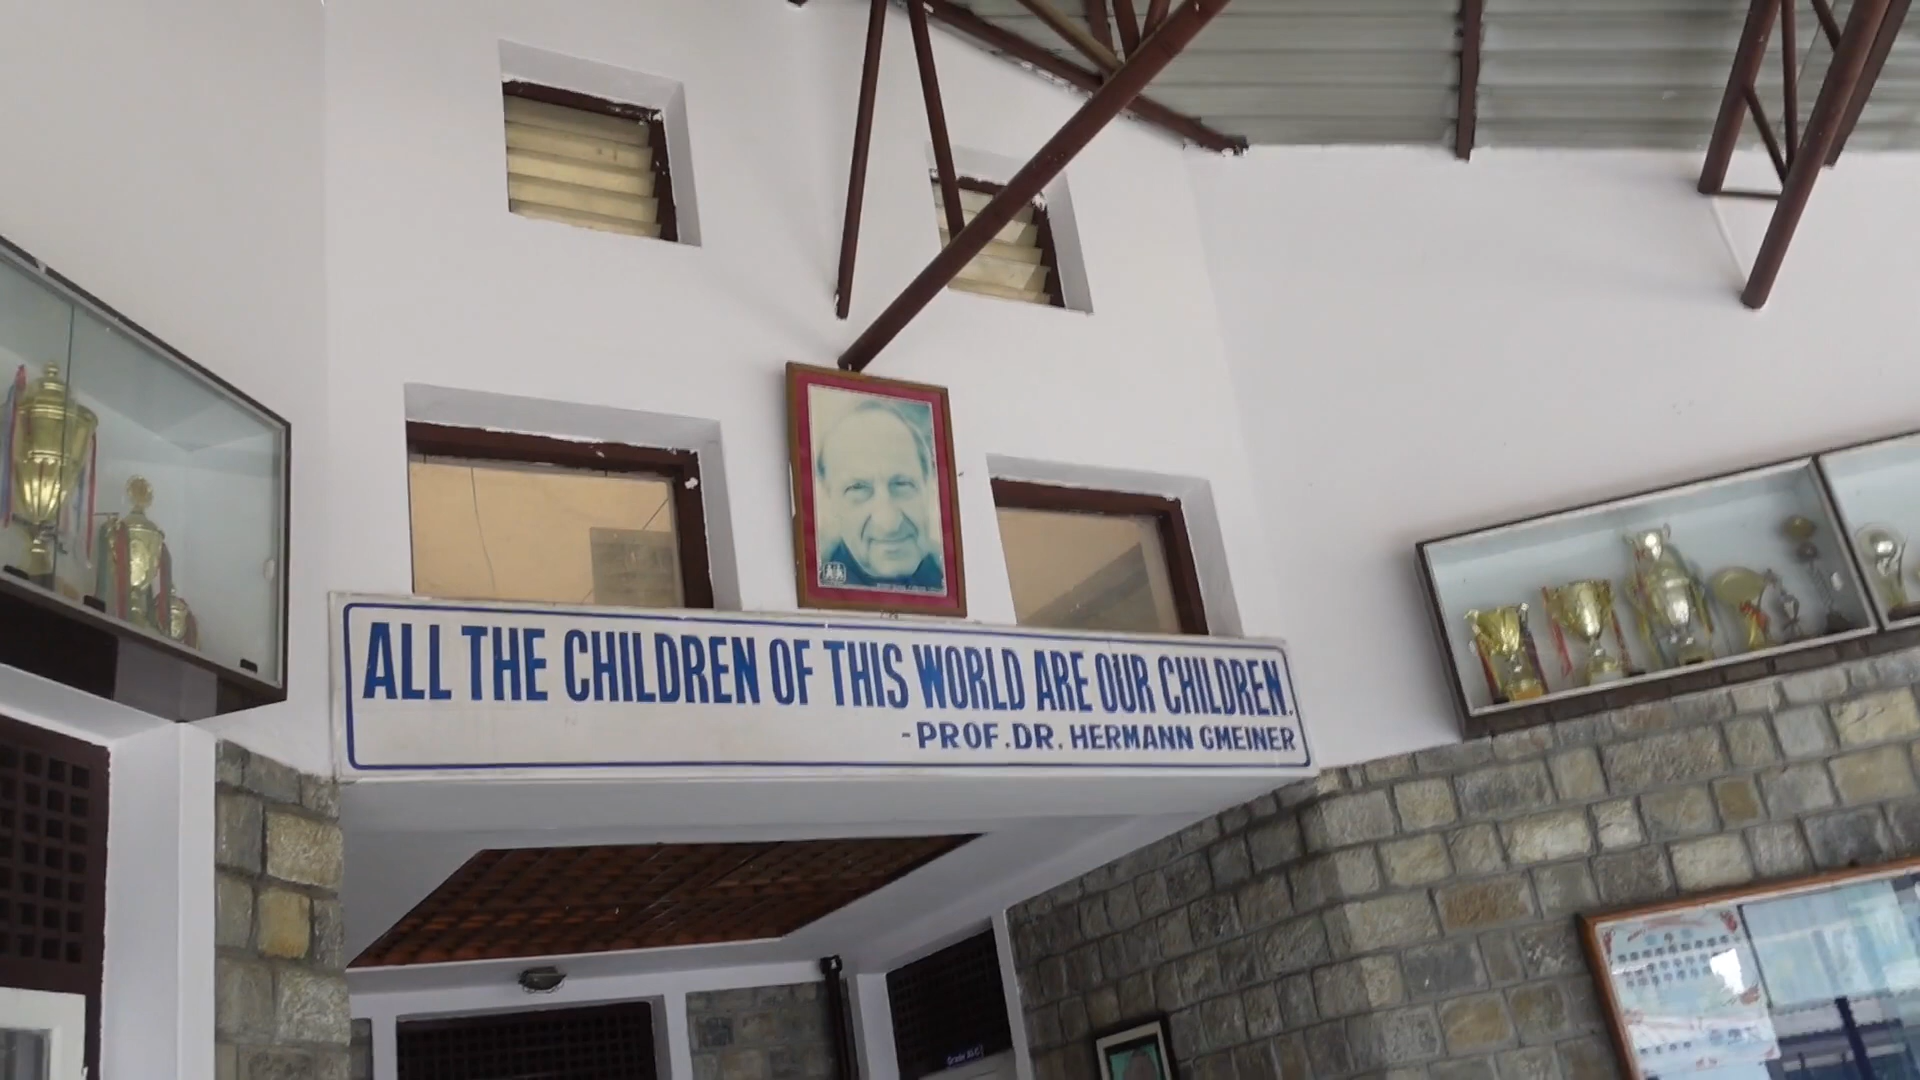 ALL THE CHILDREN OF THIS WORLD ARE OUR CHILDREN.
-PROF.DR. HERMANN GMEINER